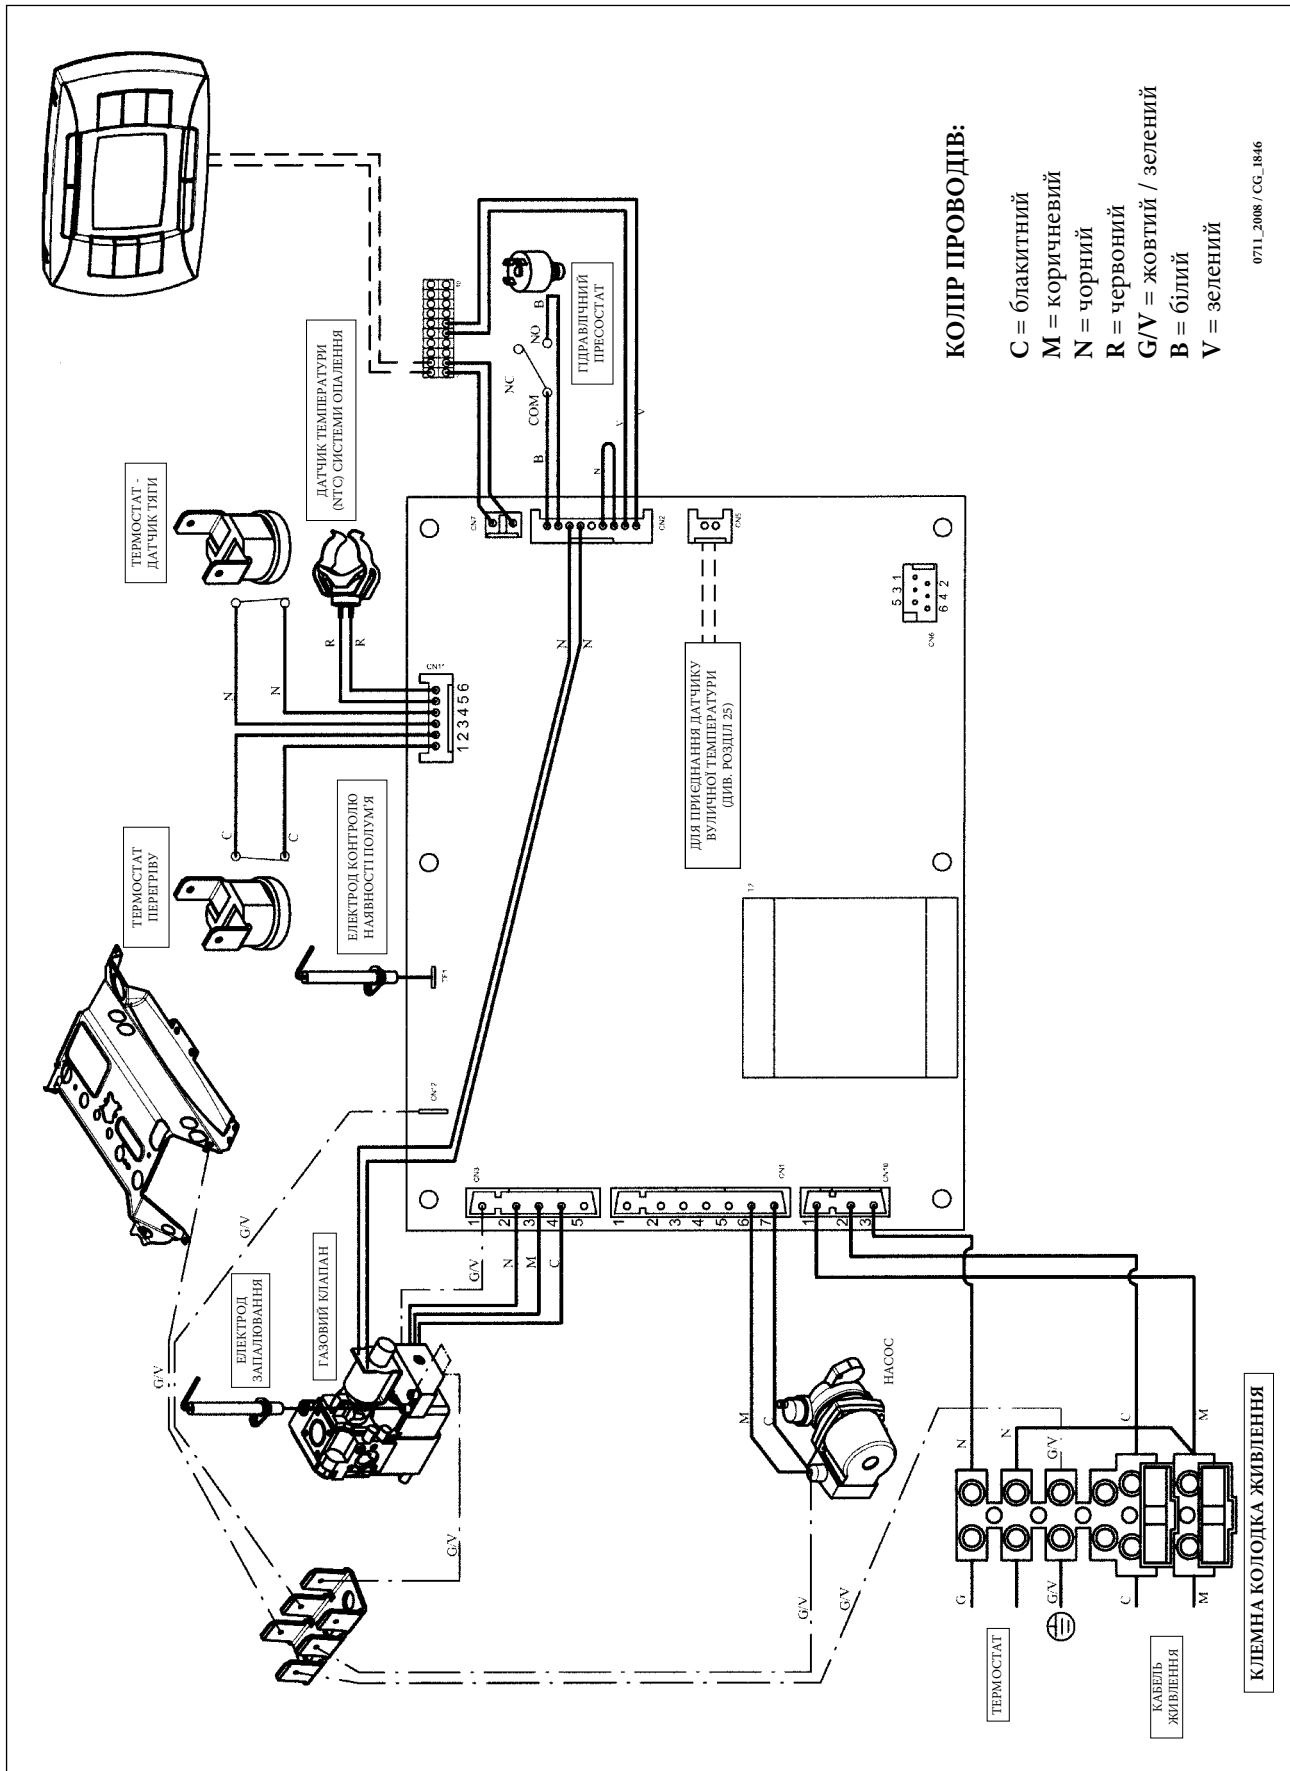 ТЕРМОСТАТ -
ДАТЧИК ТЯГИ
ДАТЧИК ТЕМПЕРАТУРИ
(NTC) СИСТЕМИ ОПАЛЕННЯ
ТЕРМОСТАТ
ПЕРЕГРІВУ
ЕЛЕКТРОД КОНТРОЛЮ
НАЯВНОСТІ ПОЛУМ'Я
ЕЛЕКТРОД
ЗАПАЛЮВАННЯ
ГАЗОВИЙ КЛАПАН
ГІДРАВЛІЧНИЙ
ПРЕСОСТАТ
NC
NO
COM
B
B
N
V
N
N
R
R
N
N
C
C
CN7
CN2
CN5
CN11
1 2 3 4 5 6
5 3 1
6 4 2
CN6
ДЛЯ ПРИЄДНАННЯ ДАТЧИКУ
ВУЛИЧНОЇ ТЕМПЕРАТУРИ
(ДИВ. РОЗДІЛ 25)
CN12
G/V
G/V
G/V
G/V
N
M
C
CN3
1 2 3 4 5
CN1
1 2 3 4 5 6 7
CN10
1 2 3
M
C
НАСОС
G/V
G/V
N
N
G/V
C
M
G
G/V
C
M
ТЕРМОСТАТ
КАБЕЛЬ
ЖИВЛЕННЯ
КЛЕМНА КОЛОДКА ЖИВЛЕННЯ
КОЛІР ПРОВОДІВ:
C = блакитний
M = коричневий
N = чорний
R = червоний
G/V = жовтий / зелений
B = білий
V = зелений
0711_2008 / CG_1846